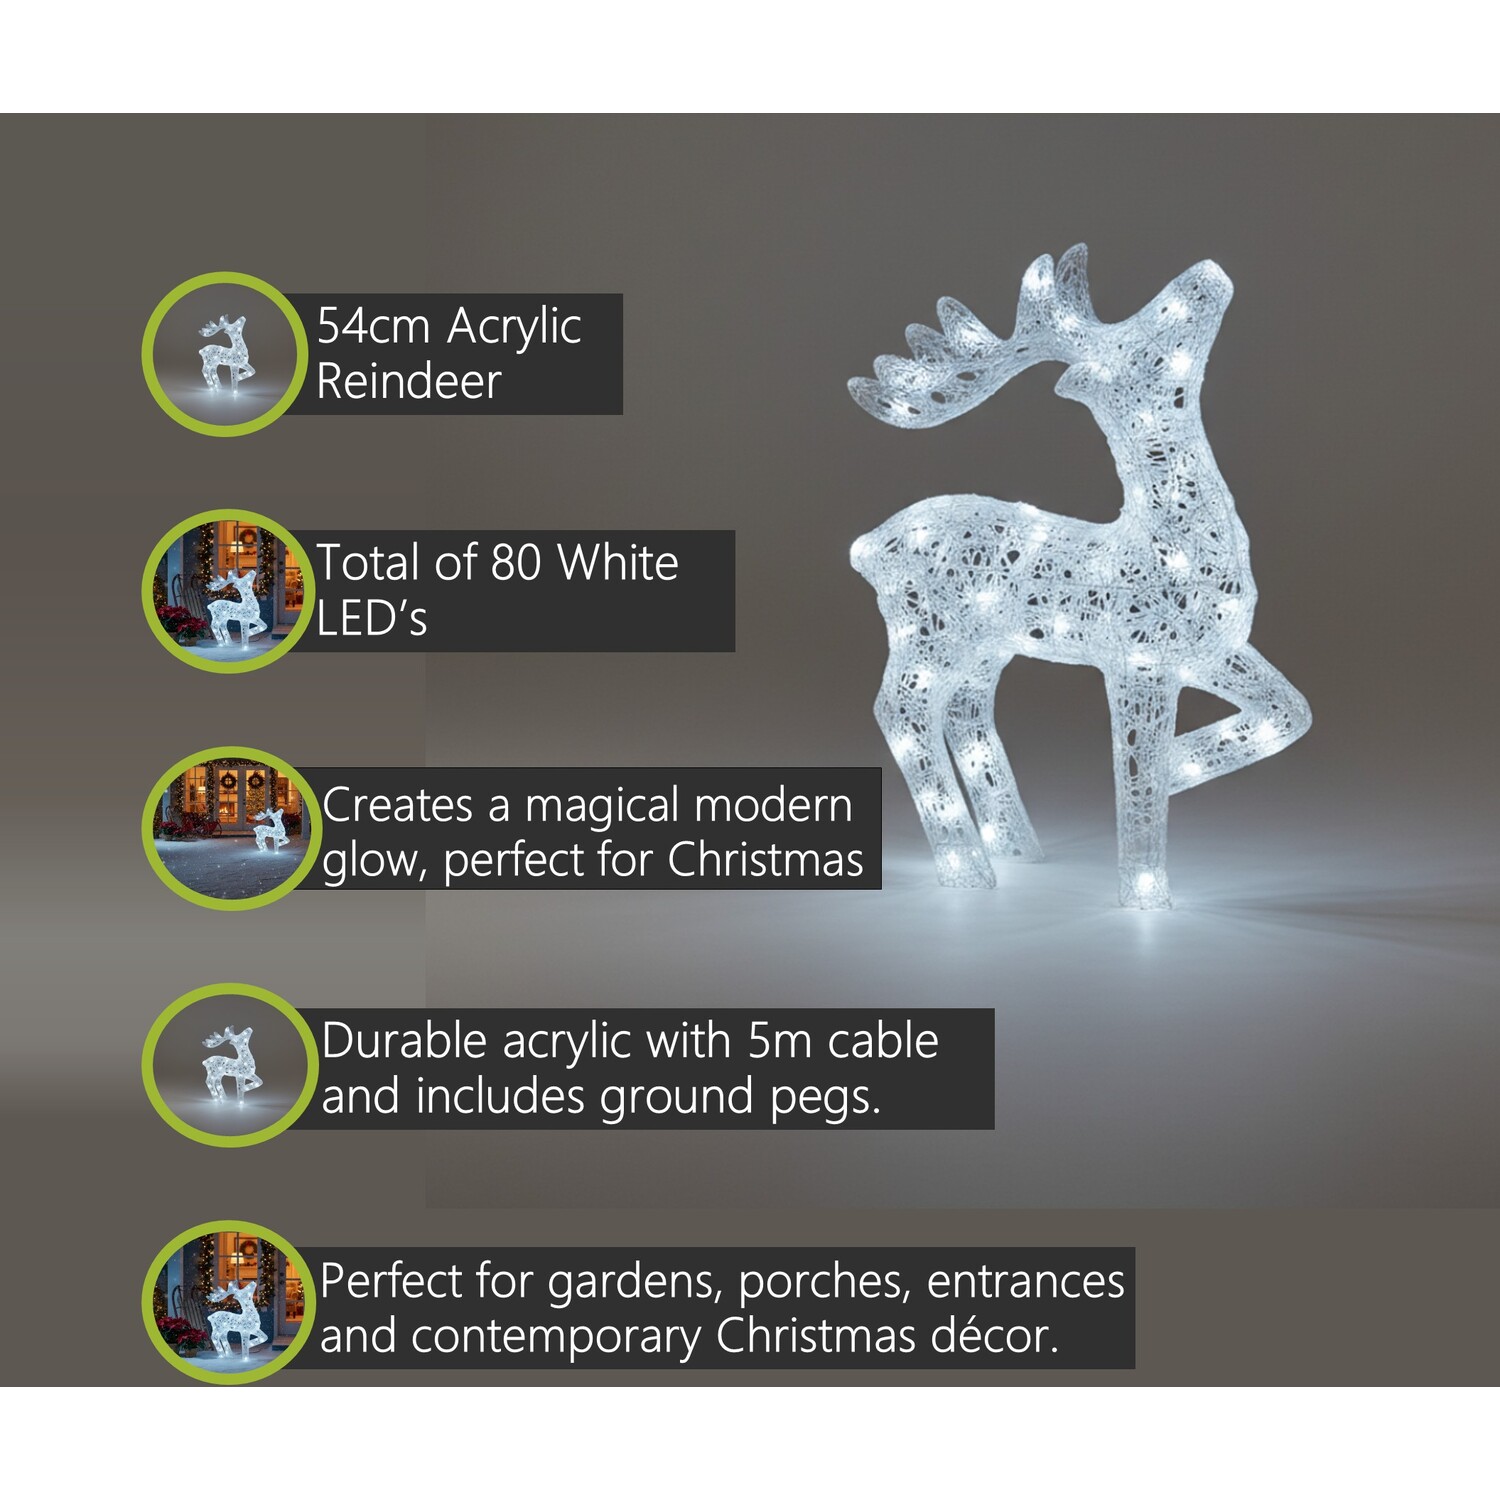 54cm Acrylic
Reindeer
Total of 80 White
LED’s
Creates a magical modern
glow, perfect for Christmas
Durable acrylic with 5m cable
and includes ground pegs.
Perfect for gardens, porches, entrances
and contemporary Christmas décor.